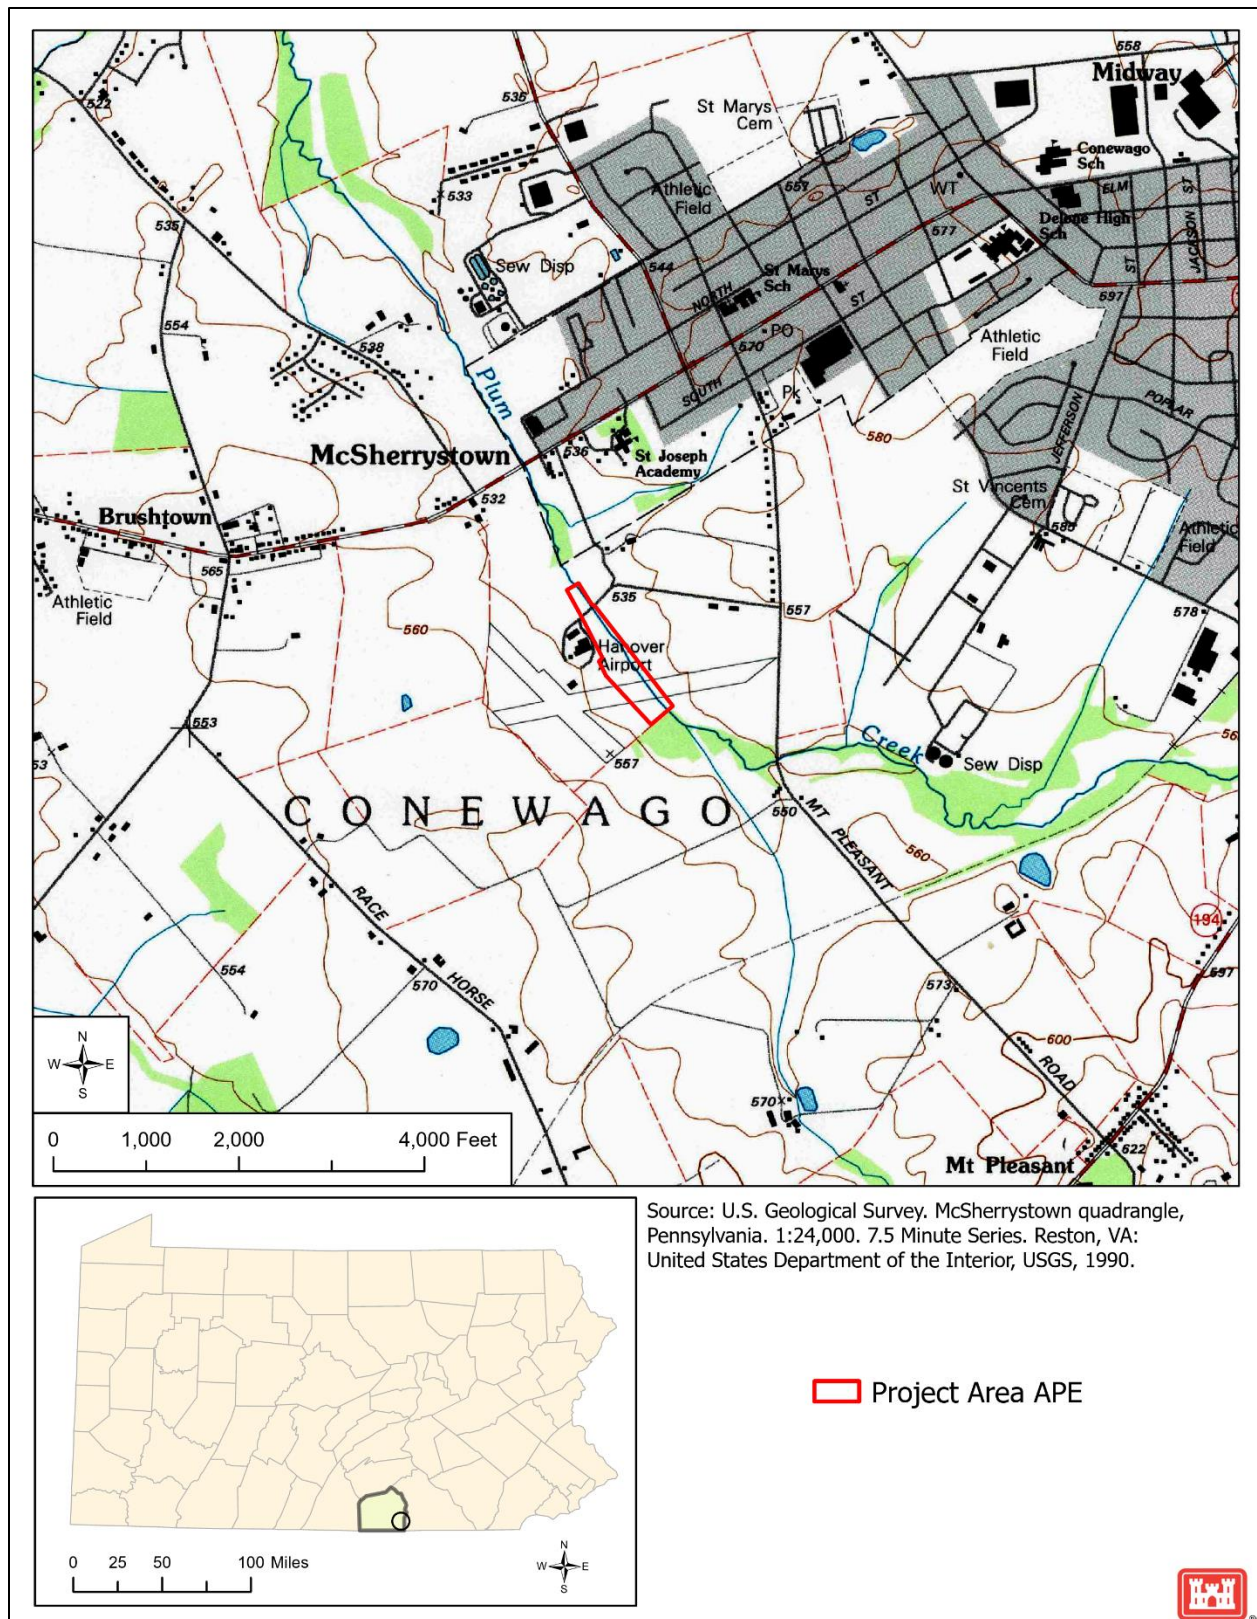 558
Midway
522
535
St Marys
Cem
Conewago
Sch
533
Athletic
Field
557
ST
WT
ELM
ST
Delone High
Sch
JACKSON
535
577
Sew Disp
544
St Marys
Sch
NORTH
ST
ST
597
554
538
PO
570
Athletic
Field
Plum
SOUTH
Pk
JEFFERSON
POPLAR
McSherrystown
536
St Joseph
Academy
580
532
St Vincents
Cem
Brushtown
585
Athletic
Field
565
Athletic
Field
560
535
557
578
Hanover
Airport
553
557
Creek
Sew Disp
CONEWAGO
550
MT PLEASANT
560
RACE
194
554
570
HORSE
573
597
600
ROAD
570
Mt Pleasant
622
N
W E
S
0 1,000 2,000 4,000 Feet
Source: U.S. Geological Survey. McSherrystown quadrangle,
Pennsylvania. 1:24,000. 7.5 Minute Series. Reston, VA:
United States Department of the Interior, USGS, 1990.
Project Area APE
0 25 50 100 Miles
N
W E
S
®